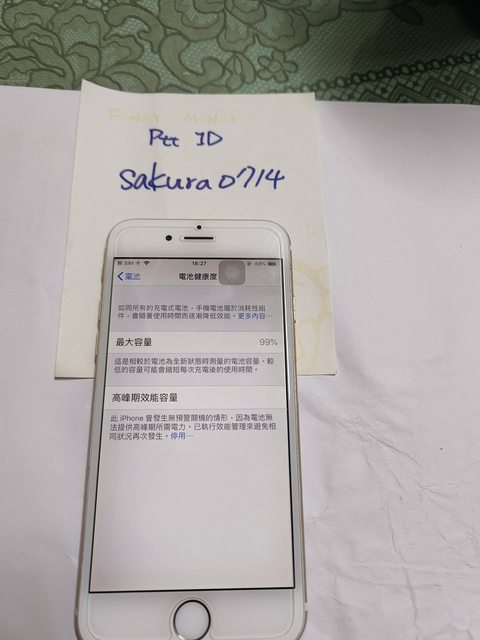 FUNNY MNS
Ptt ID
sakura0714
無 SIM 16:27 68%
電池 電池健康度
如同所有的充電式電池，手機電池屬於消耗性組
件，會隨著使用時間而逐漸降低效能。更多內容⋯
最大容量 99%
這是相較於電池為全新狀態時測量的電池容量。較
低的容量可能會縮短每次充電後的使用時間。
高峰期效能容量
此 iPhone 曾發生無預警關機的情形，因為電池無
法提供高峰期所需電力。已執行效能管理來避免相
同狀況再次發生。停用⋯